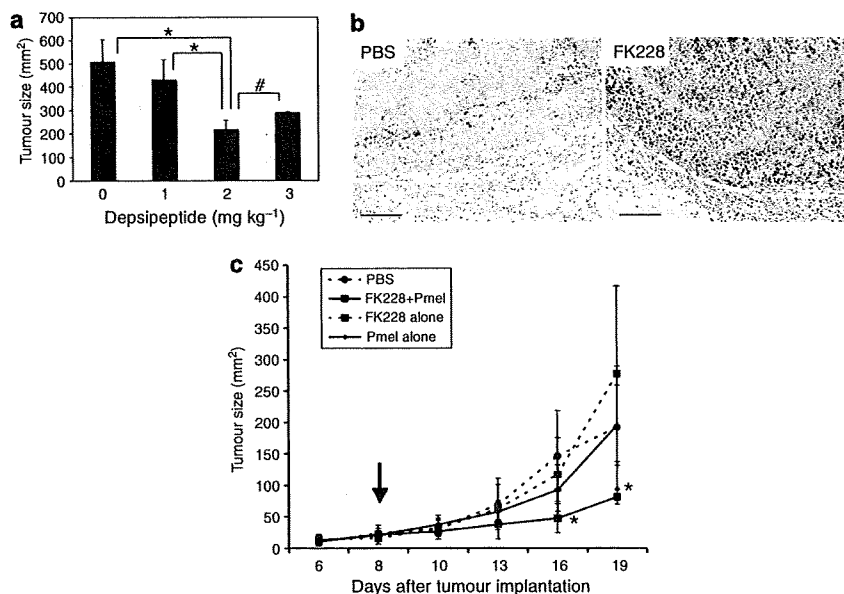 a
Tumour size (mm²)
700
600
500
400
300
200
100
0
*
*
#
0 1 2 3
Depsipeptide (mg kg⁻¹)
b
PBS
FK228
c
Tumour size (mm²)
450
400
350
300
250
200
150
100
50
0
PBS
FK228+Pmel
FK228 alone
Pmel alone
*
*
6 8 10 13 16 19
Days after tumour implantation